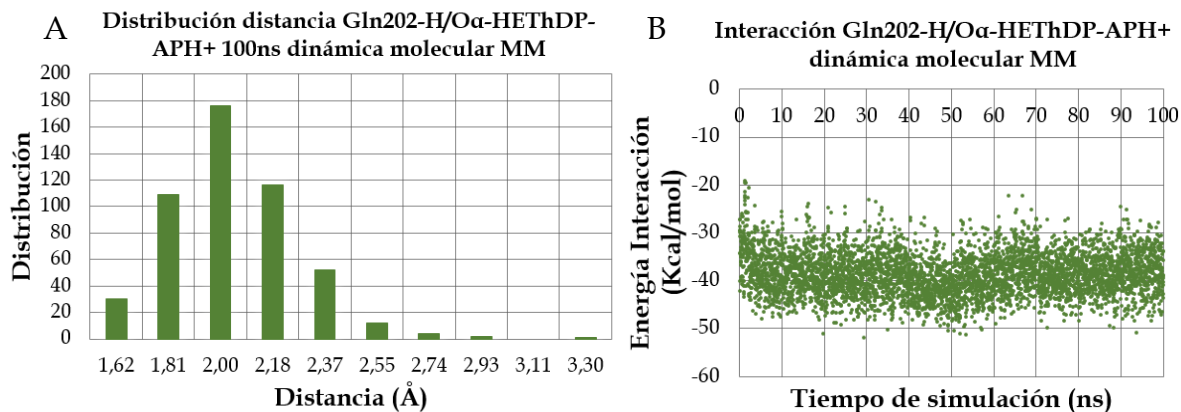 A
Distribución distancia Gln202-H/Oα-HEThDP-
APH+ 100ns dinámica molecular MM
Distribución
200
180
160
140
120
100
80
60
40
20
0
1,62 1,81 2,00 2,18 2,37 2,55 2,74 2,93 3,11 3,30
Distancia (Å)
B
Interacción Gln202-H/Oα-HEThDP-APH+
dinámica molecular MM
Energía Interacción
(Kcal/mol)
0
0 10 20 30 40 50 60 70 80 90 100
-10
-20
-30
-40
-50
-60
Tiempo de simulación (ns)